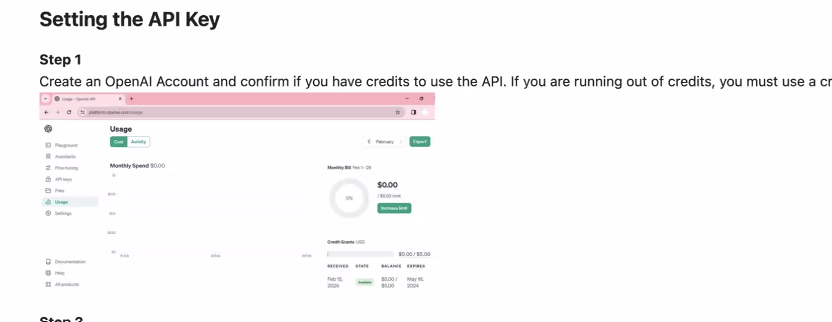 Setting the API Key
Step 1
Create an OpenAI Account and confirm if you have credits to use the API. If you are running out of credits, you must use a cr
Usage - OpenAI API
platform.openai.com/usage
Usage
Cost Activity
February
Export
Playground
Assistants
Fine-tuning
API keys
Files
Usage
Settings
Monthly Spend $0.00
Monthly Bill Feb 1 - 29
$0.00
/ $5.00 limit
Increase limit
Credit Grants USD
$0.00 / $5.00
RECEIVED STATE BALANCE EXPIRES
Feb 15, 2024
Available
$5.00 / $5.00
May 16, 2024
Documentation
Help
All products
Step 2